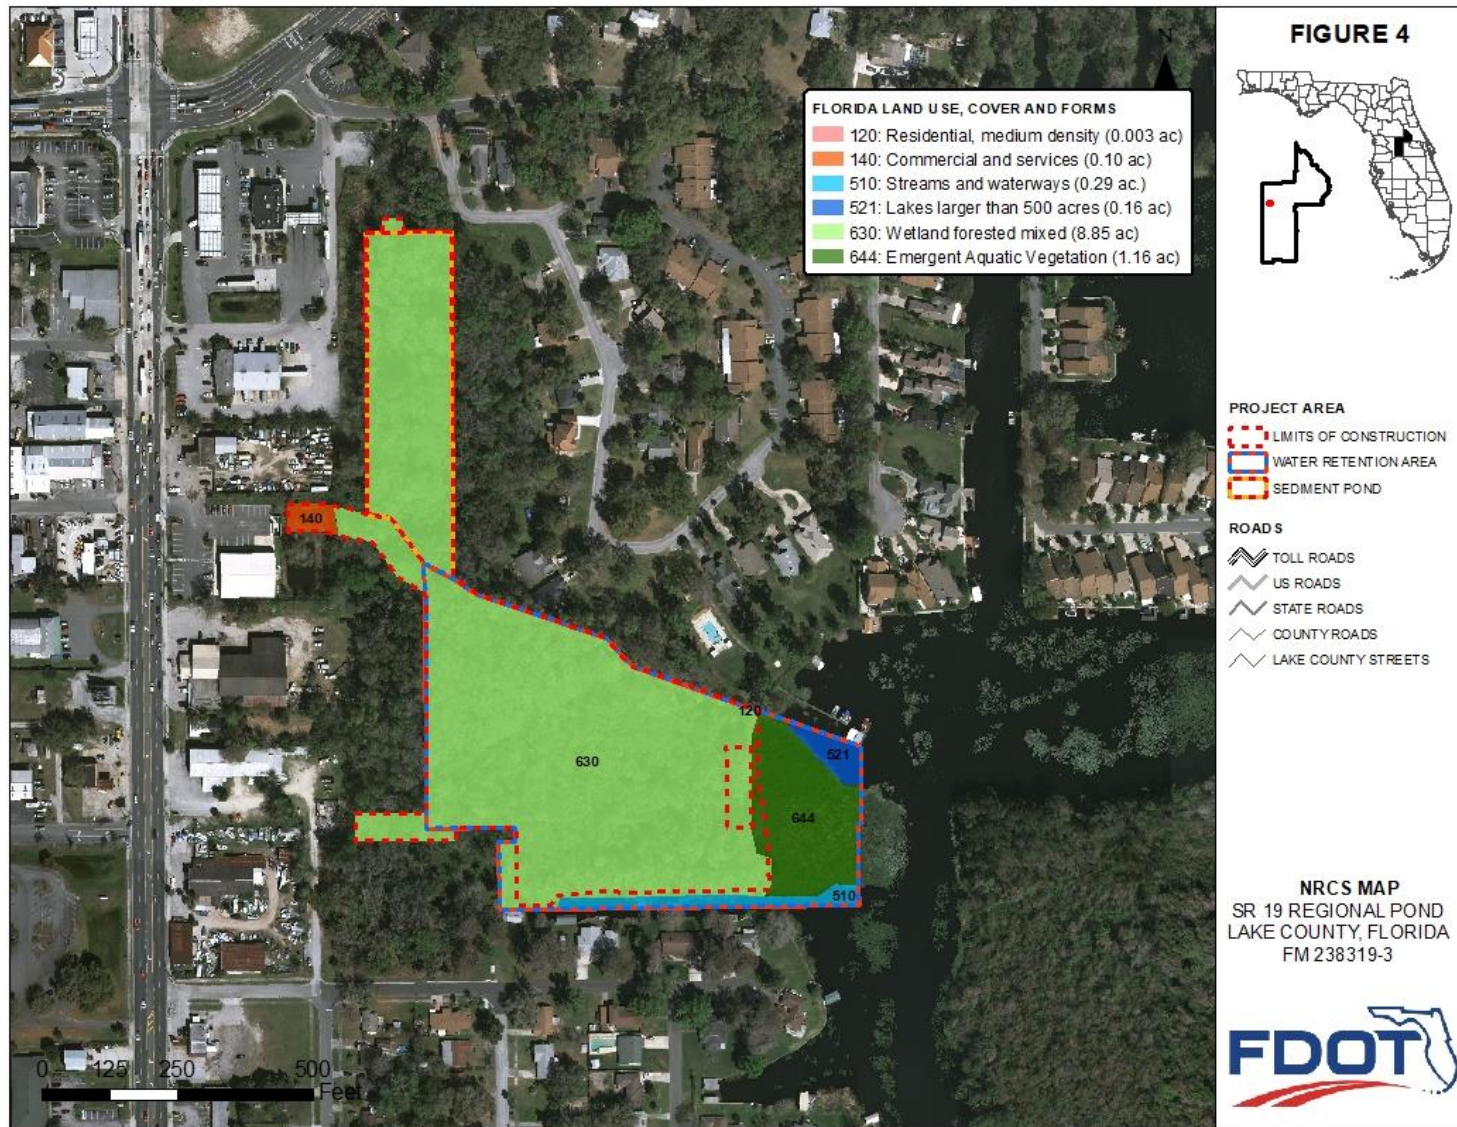 FIGURE 4
N
FLORIDA LAND USE, COVER AND FORMS
120: Residential, medium density (0.003 ac)
140: Commercial and services (0.10 ac)
510: Streams and waterways (0.29 ac.)
521: Lakes larger than 500 acres (0.16 ac)
630: Wetland forested mixed (8.85 ac)
644: Emergent Aquatic Vegetation (1.16 ac)
140
120
521
630
644
510
0 125 250 500
Feet
PROJECT AREA
LIMITS OF CONSTRUCTION
WATER RETENTION AREA
SEDIMENT POND
ROADS
TOLL ROADS
US ROADS
STATE ROADS
COUNTY ROADS
LAKE COUNTY STREETS
NRCS MAP
SR 19 REGIONAL POND
LAKE COUNTY, FLORIDA
FM 238319-3
FDOT